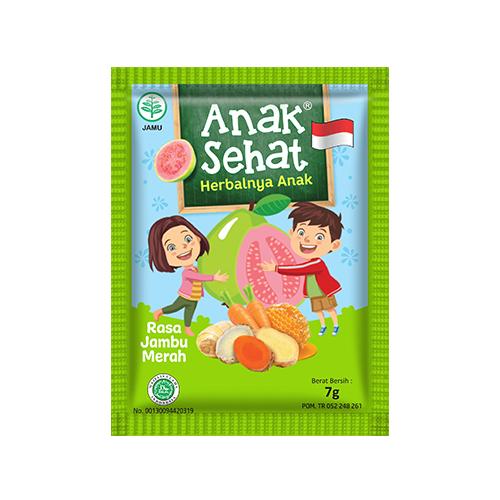 JAMU
Anak®
Sehat
Herbalnya Anak
Rasa
Jambu
Merah
No. 00130094420319
Berat Bersih :
7g
POM. TR 052 248 261